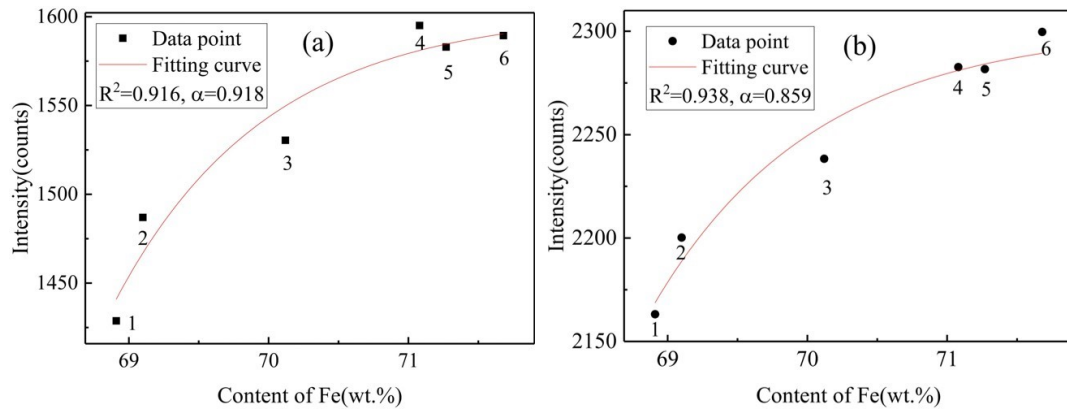 1600
1550
1500
1450
Intensity(counts)
Data point
Fitting curve
R²=0.916, α=0.918
(a)
1
2
3
4
5
6
69
70
71
Content of Fe(wt.%)
2300
2250
2200
2150
Intensity(counts)
Data point
Fitting curve
R²=0.938, α=0.859
(b)
1
2
3
4
5
6
69
70
71
Content of Fe(wt.%)